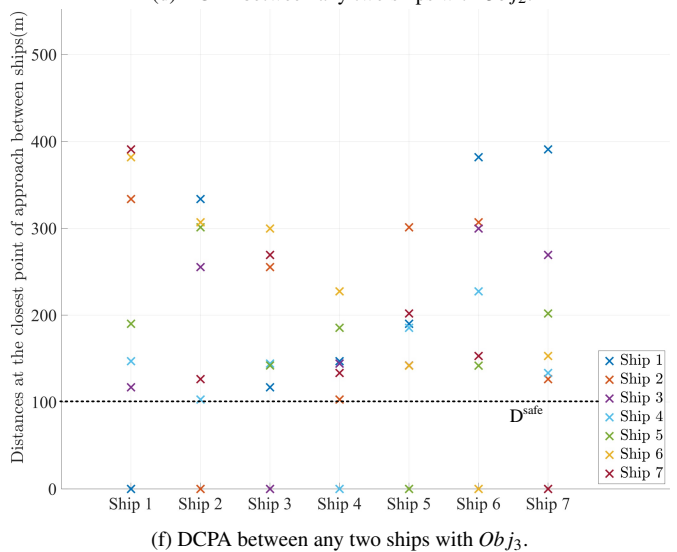 500
400
300
200
100
0
Distances at the closest point of approach between ships(m)
D^safe
Ship 1
Ship 2
Ship 3
Ship 4
Ship 5
Ship 6
Ship 7
Ship 1 Ship 2 Ship 3 Ship 4 Ship 5 Ship 6 Ship 7
(f) DCPA between any two ships with Obj₃.